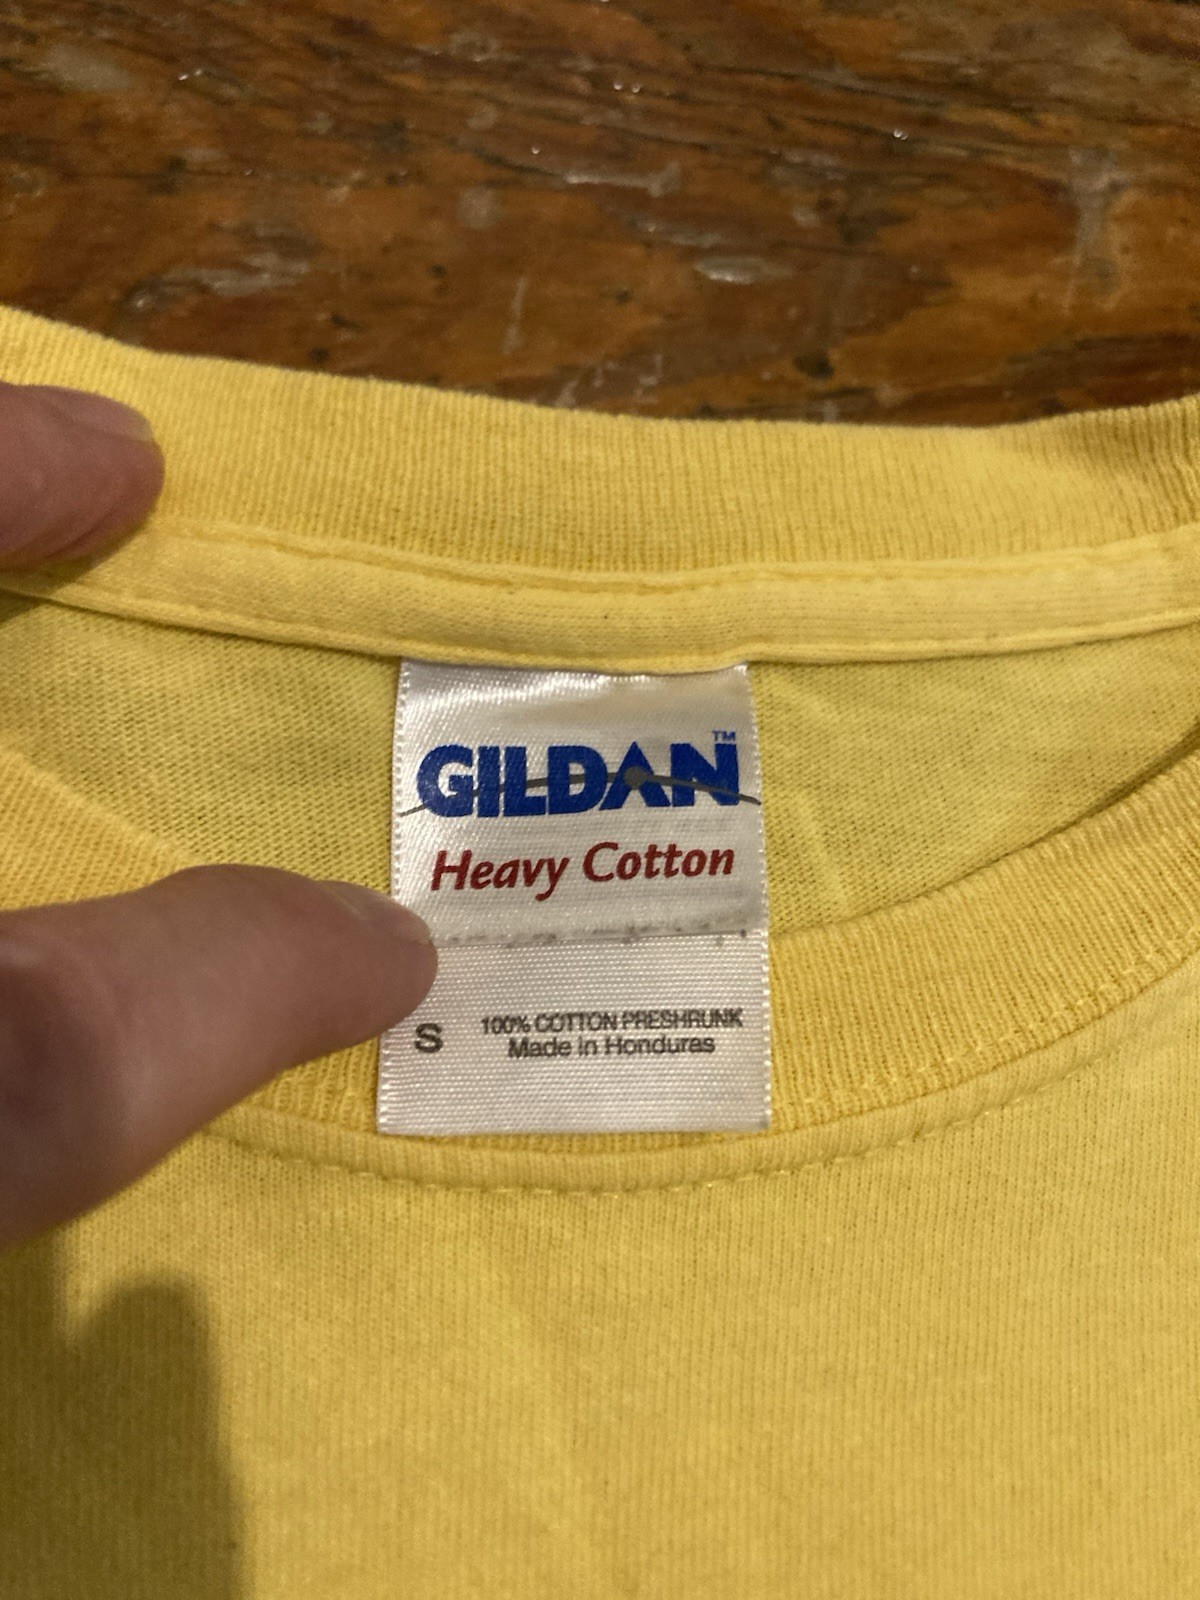 GILDAN™
Heavy Cotton
S 100% COTTON PRESHRUNK
Made in Honduras